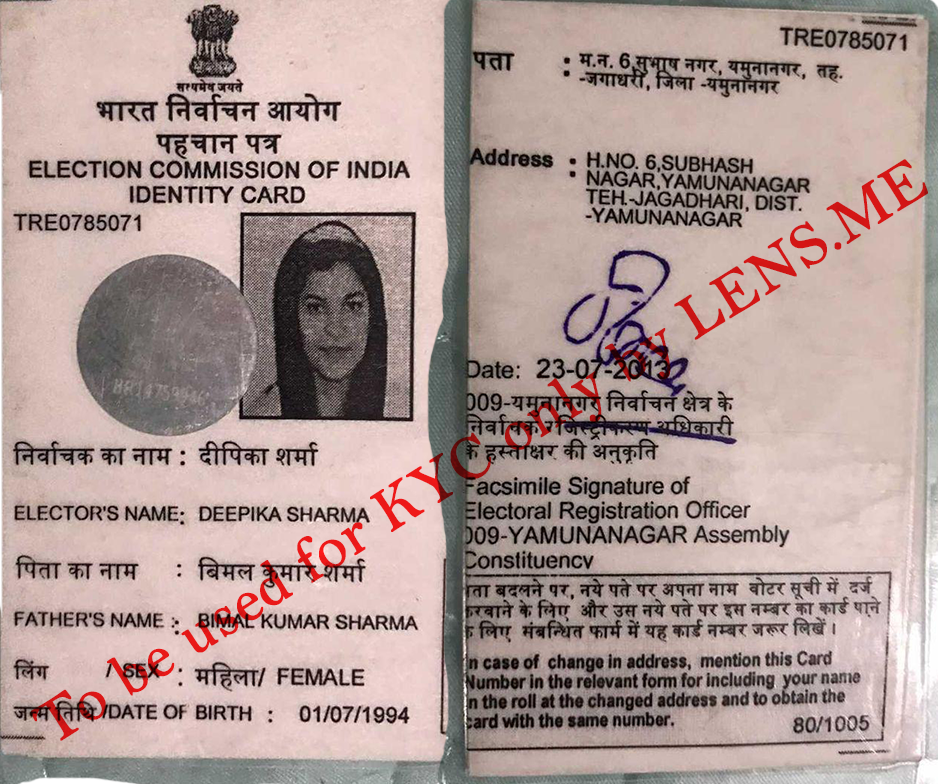 सत्यमेव जयते
भारत निर्वाचन आयोग
पहचान पत्र
ELECTION COMMISSION OF INDIA
IDENTITY CARD
TRE0785071
निर्वाचक का नाम : दीपिका शर्मा
ELECTOR'S NAME: DEEPIKA SHARMA
पिता का नाम : बिमल कुमार शर्मा
FATHER'S NAME : BIMAL KUMAR SHARMA
लिंग / SEX : महिला/ FEMALE
जन्म तिथि /DATE OF BIRTH : 01/07/1994
TRE0785071
पता : म.न. 6,सुभाष नगर, यमुनानगर, तह.
-जगाधरी, जिला -यमुनानगर
Address : H.NO. 6,SUBHASH
NAGAR,YAMUNANAGAR
TEH.-JAGADHARI, DIST.
-YAMUNANAGAR
Date: 23-07-2013
009-यमुनानगर निर्वाचन क्षेत्र के
निर्वाचक रजिस्ट्रीकरण अधिकारी
के हस्ताक्षर की अनुकृति
Facsimile Signature of
Electoral Registration Officer
009-YAMUNANAGAR Assembly
Constituency
पता बदलने पर, नये पते पर अपना नाम वोटर सूची में दर्ज
करवाने के लिए और उस नये पते पर इस नम्बर का कार्ड पाने
के लिए संबन्धित फार्म में यह कार्ड नम्बर जरूर लिखें।
In case of change in address, mention this Card
Number in the relevant form for including your name
in the roll at the changed address and to obtain the
card with the same number.
80/1005
To be used for KYC only by LENS.ME